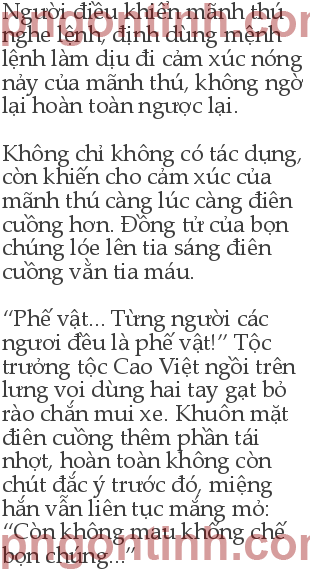 Người điều khiển mãnh thú
nghe lệnh, định dùng mệnh
lệnh làm dịu đi cảm xúc nóng
nảy của mãnh thú, không ngờ
lại hoàn toàn ngược lại.
Không chỉ không có tác dụng,
còn khiến cho cảm xúc của
mãnh thú càng lúc càng điên
cuồng hơn. Đồng tử của bọn
chúng lóe lên tia sáng điên
cuồng vằn tia máu.
“Phế vật... Từng người các
ngươi đều là phế vật!” Tộc
trưởng tộc Cao Việt ngồi trên
lưng voi dùng hai tay gạt bỏ
rào chắn mui xe. Khuôn mặt
điên cuồng thêm phần tái
nhợt, hoàn toàn không còn
chút đắc ý trước đó, miệng
hắn vẫn liên tục mắng mỏ:
“Còn không mau khống chế
bọn chúng...”
pngontinh.com
pngontinh.com